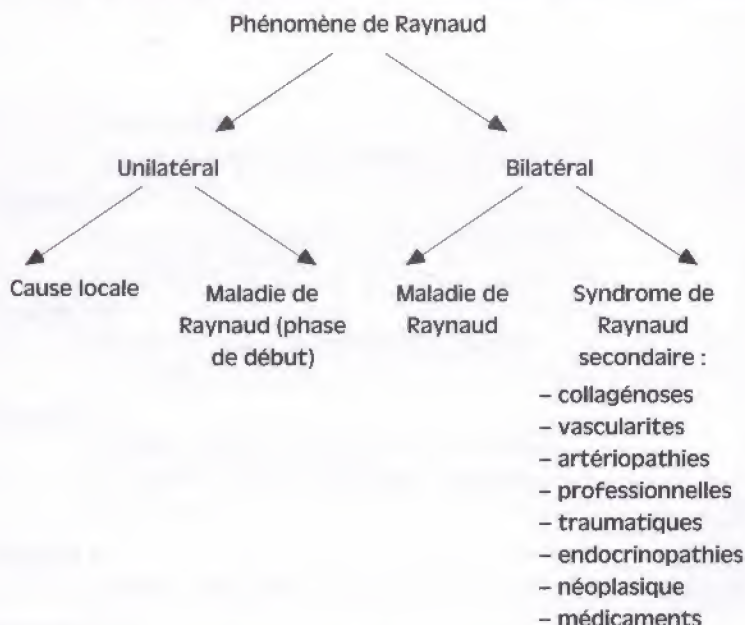 Phénomène de Raynaud
Unilatéral
Bilatéral
Cause locale
Maladie de
Raynaud (phase
de début)
Maladie de
Raynaud
Syndrome de
Raynaud
secondaire :
– collagénoses
– vascularites
– artériopathies
– professionnelles
– traumatiques
– endocrinopathies
– néoplasique
– médicaments